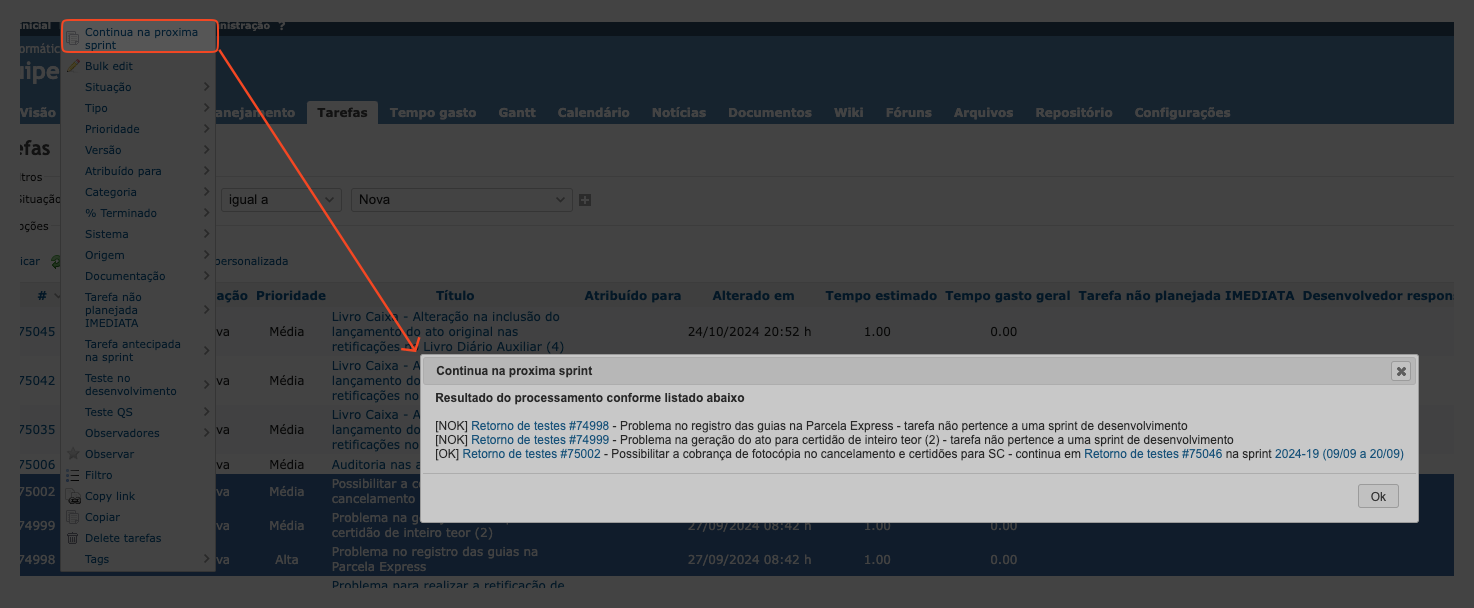 inicial
nistração ?
Continua na proxima
sprint
Bulk edit
Situação
Tipo
Prioridade
Versão
Atribuído para
Categoria
% Terminado
Sistema
Origem
Documentação
Tarefa não
planejada
IMEDIATA
Tarefa antecipada
na sprint
Teste no
desenvolvimento
Teste QS
Observadores
Observar
Filtro
Copy link
Copiar
Delete tarefas
Tags
Visão
anejamento Tarefas Tempo gasto Gantt Calendário Notícias Documentos Wiki Fóruns Arquivos Repositório Configurações
efas
tros
Situação
igual a Nova
ções
icar
personalizada
# ação Prioridade Título Atribuído para Alterado em Tempo estimado Tempo gasto geral Tarefa não planejada IMEDIATA Desenvolvedor respon
75045 va Média Livro Caixa - Alteração na inclusão do
lançamento do ato original nas
retificações Livro Diário Auxiliar (4)
24/10/2024 20:52 h 1.00 0.00
75042 va Média Livro Caixa - A
lançamento do
retificações no
75035 va Média Livro Caixa - A
lançamento do
retificações no
75006 va Média Auditoria nas a
75002 va Média Possibilitar a c
cancelamento
74999 va Média Problema na g
certidão de inteiro teor (2)
27/09/2024 08:42 h 1.00 0.00
74998 va Alta Problema no registro das guias na
Parcela Express
27/09/2024 08:42 h 1.00 0.00
Problema para realizar a retificação de
Continua na proxima sprint
Resultado do processamento conforme listado abaixo
[NOK] Retorno de testes #74998 - Problema no registro das guias na Parcela Express - tarefa não pertence a uma sprint de desenvolvimento
[NOK] Retorno de testes #74999 - Problema na geração do ato para certidão de inteiro teor (2) - tarefa não pertence a uma sprint de desenvolvimento
[OK] Retorno de testes #75002 - Possibilitar a cobrança de fotocópia no cancelamento e certidões para SC - continua em Retorno de testes #75046 na sprint 2024-19 (09/09 a 20/09)
Ok